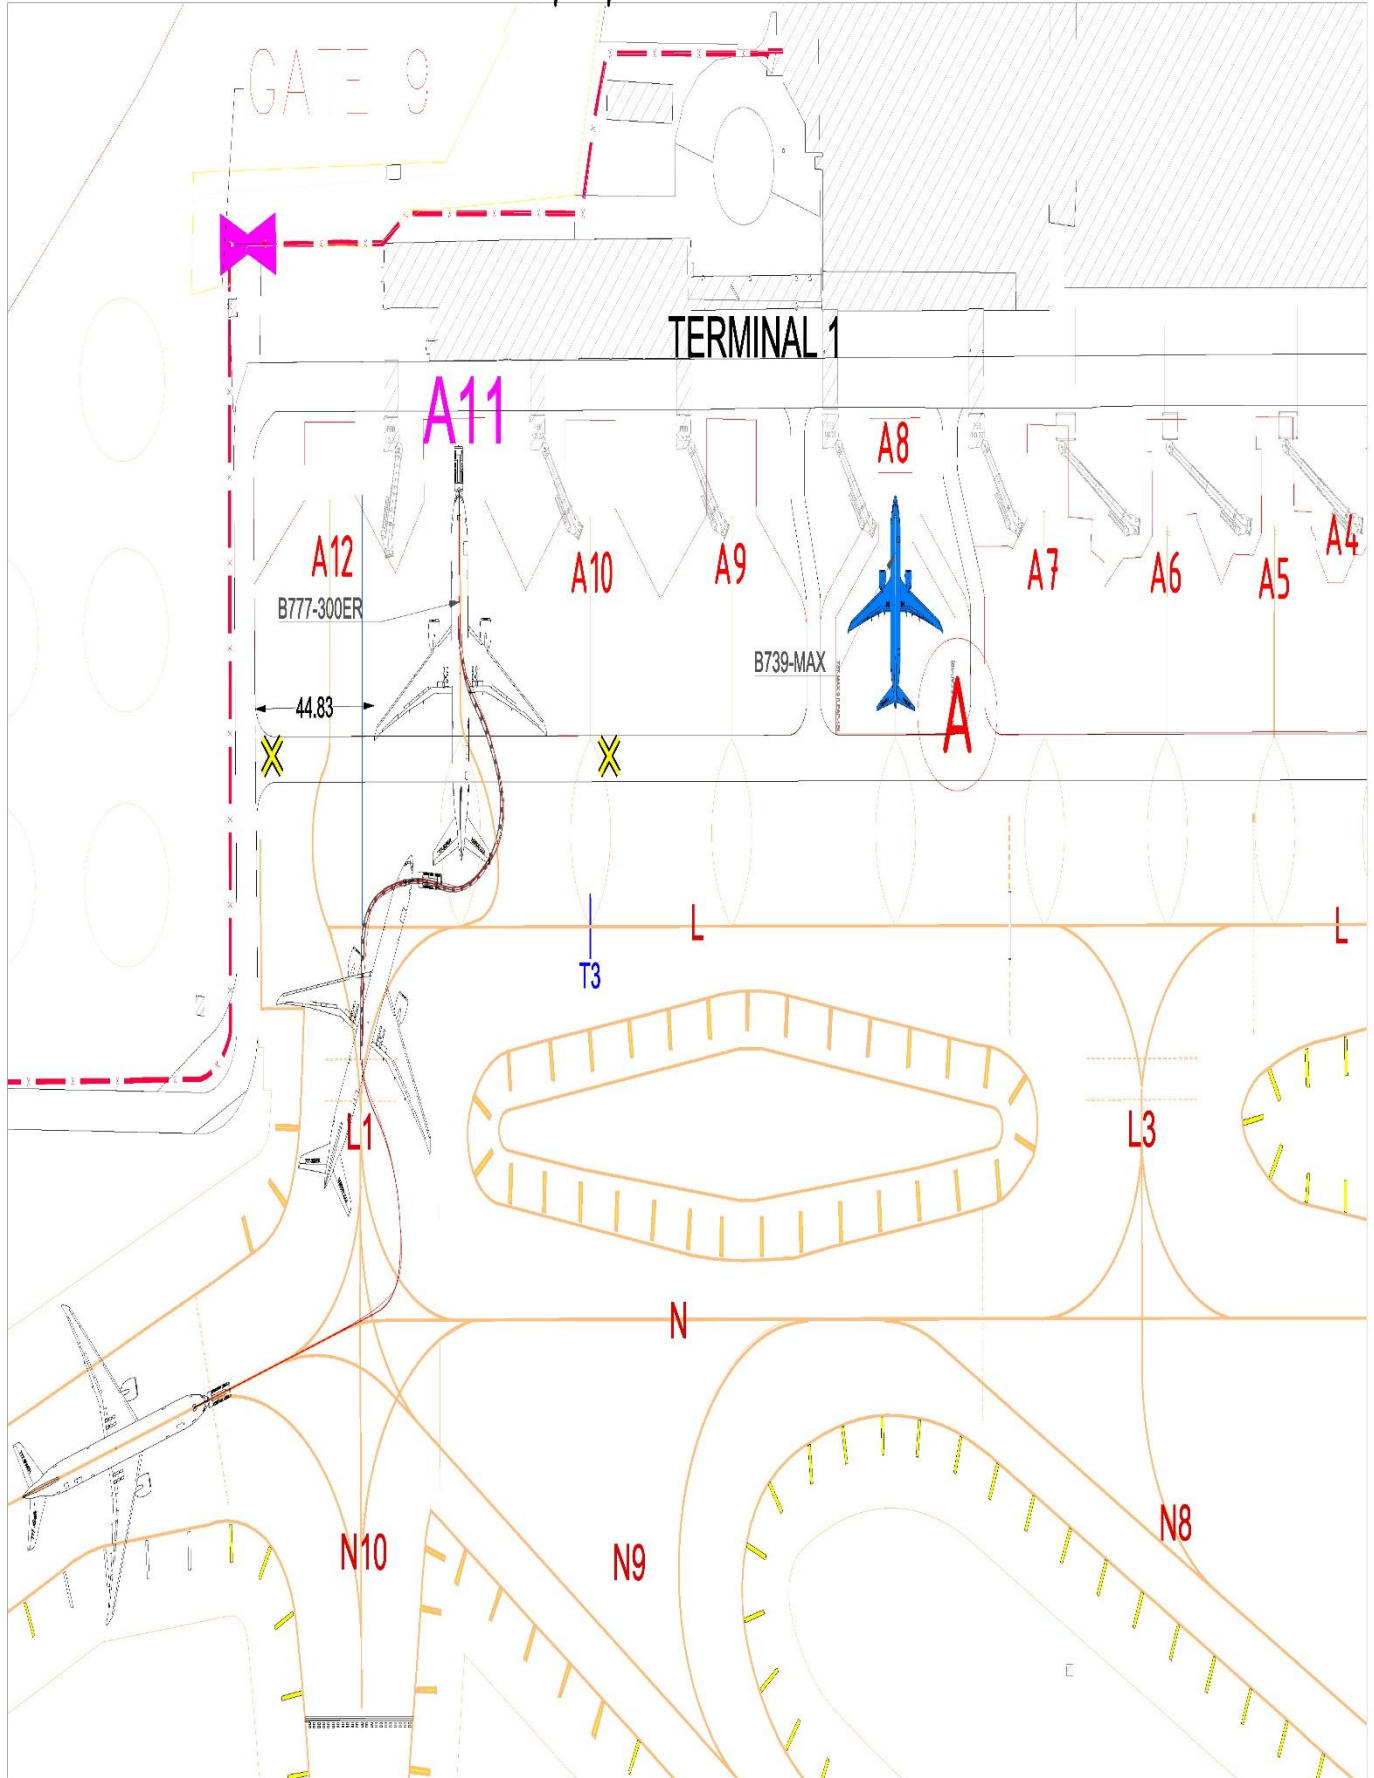 GATE 9
TERMINAL 1
A11
A8
A12
A10
A9
A7
A6
A5
A4
B777-300ER
B739-MAX
A
44.83
X
X
L
L
T3
L1
L3
N
N10
N9
N8